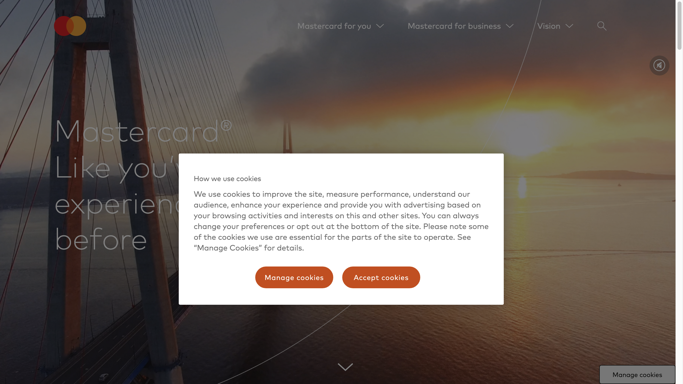 Mastercard for you
Mastercard for business
Vision
Mastercard®
Like you'
experienc
before
How we use cookies
We use cookies to improve the site, measure performance, understand our
audience, enhance your experience and provide you with advertising based on
your browsing activities and interests on this and other sites. You can always
change your preferences or opt out at the bottom of the site. Please note some
of the cookies we use are essential for the parts of the site to operate. See
"Manage Cookies" for details.
Manage cookies
Accept cookies
Manage cookies